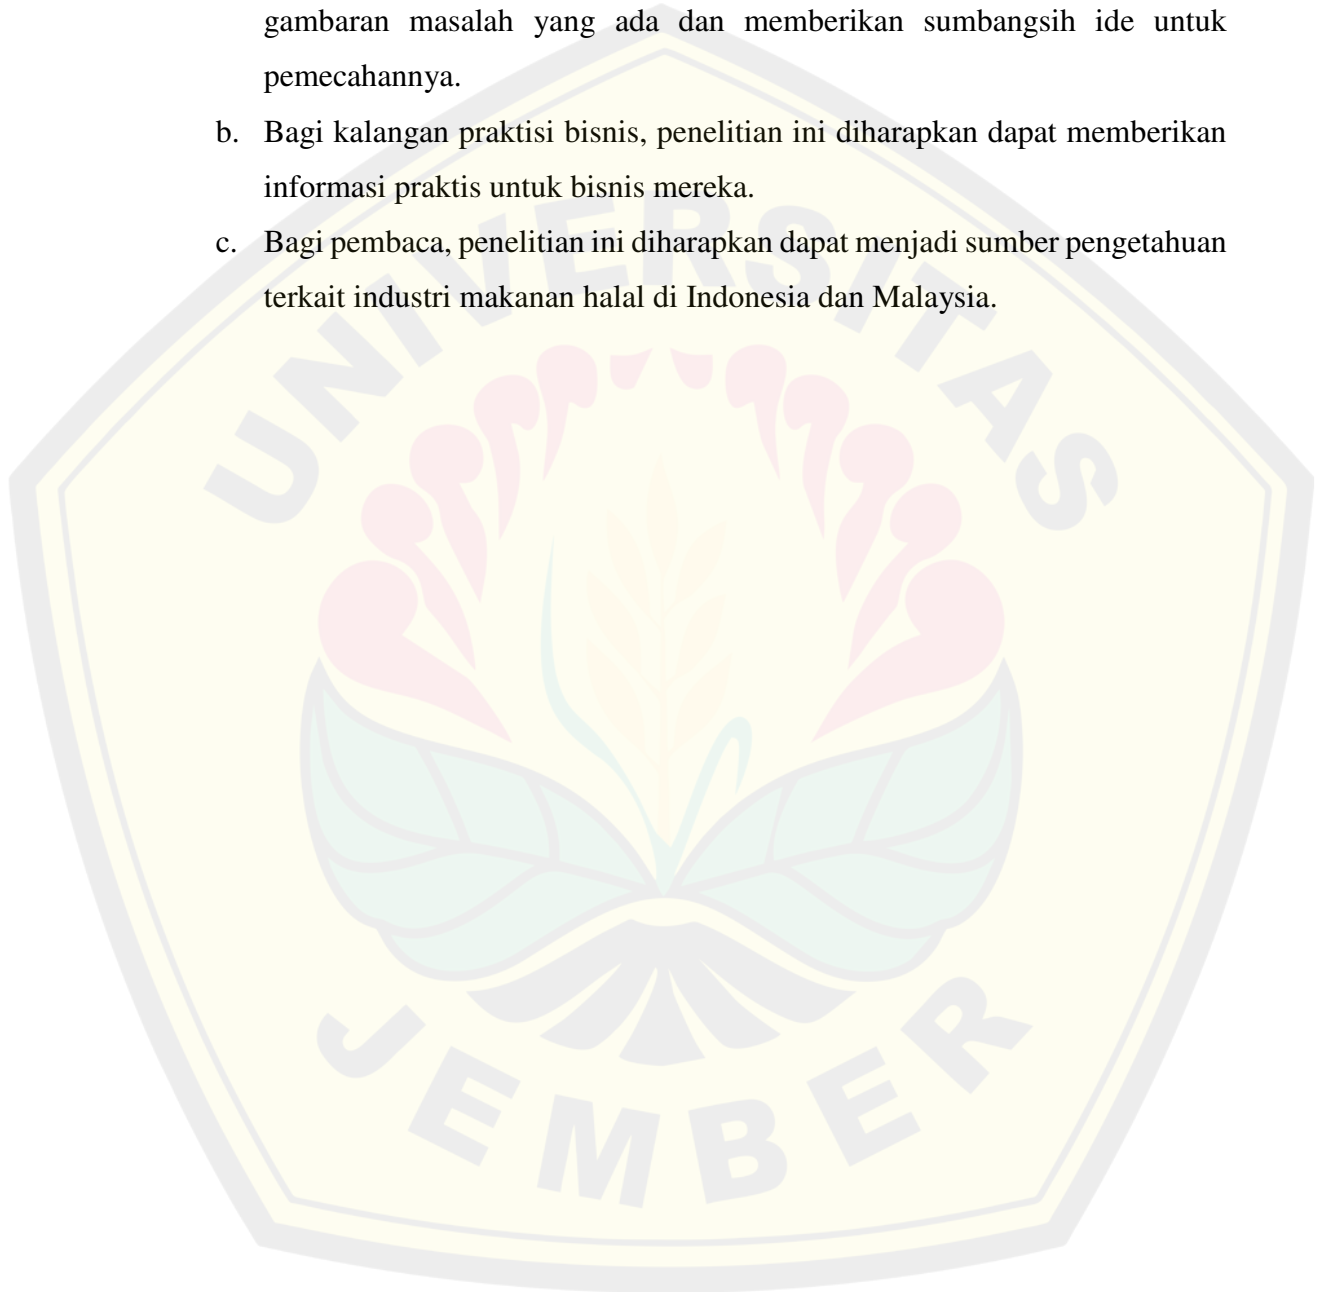 gambaran masalah yang ada dan memberikan sumbangsih ide untuk
pemecahannya.
b. Bagi kalangan praktisi bisnis, penelitian ini diharapkan dapat memberikan
informasi praktis untuk bisnis mereka.
c. Bagi pembaca, penelitian ini diharapkan dapat menjadi sumber pengetahuan
terkait industri makanan halal di Indonesia dan Malaysia.
UNIVERSITAS
JEMBER